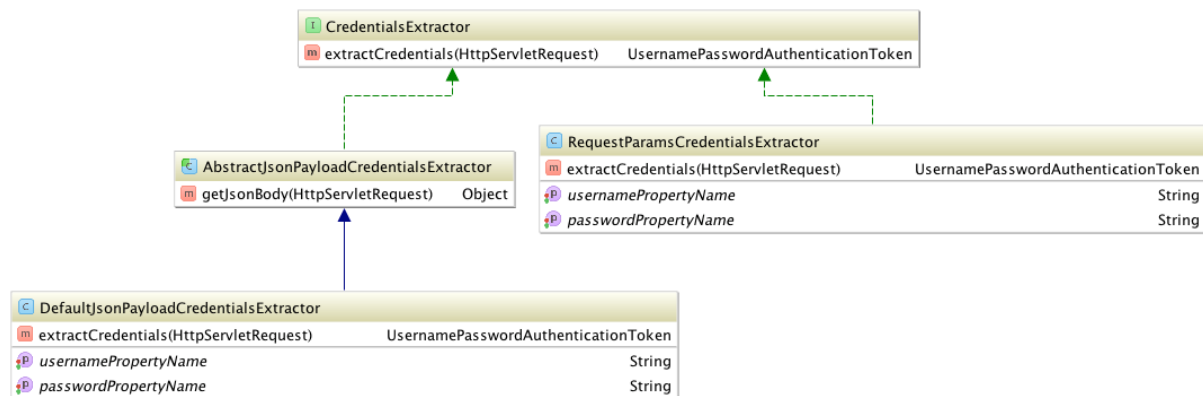 CredentialsExtractor
extractCredentials(HttpServletRequest) UsernamePasswordAuthenticationToken
RequestParamsCredentialsExtractor
extractCredentials(HttpServletRequest) UsernamePasswordAuthenticationToken
usernamePropertyName String
passwordPropertyName String
AbstractJsonPayloadCredentialsExtractor
getJsonBody(HttpServletRequest) Object
DefaultJsonPayloadCredentialsExtractor
extractCredentials(HttpServletRequest) UsernamePasswordAuthenticationToken
usernamePropertyName String
passwordPropertyName String